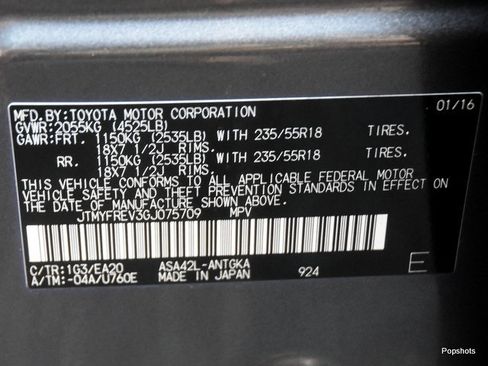 MFD.BY:TOYOTA MOTOR CORPORATION 01/16
GVWR:2055KG (4525LB)
GAWR:FRT. 1150KG (2535LB) WITH 235/55R18 TIRES.
18X7 1/2J RIMS.
RR. 1150KG (2535LB) WITH 235/55R18 TIRES.
18X7 1/2J RIMS.
THIS VEHICLE CONFORMS TO ALL APPLICABLE FEDERAL MOTOR
VEHICLE SAFETY AND THEFT PREVENTION STANDARDS IN EFFECT ON
THE DATE OF MANUFACTURE SHOWN ABOVE.
JTMYFREV3GJ075709 MPV
C/TR:1G3/EA20 ASA42L-ANTGKA
A/TM:-04A/U760E MADE IN JAPAN 924 E
Popshots